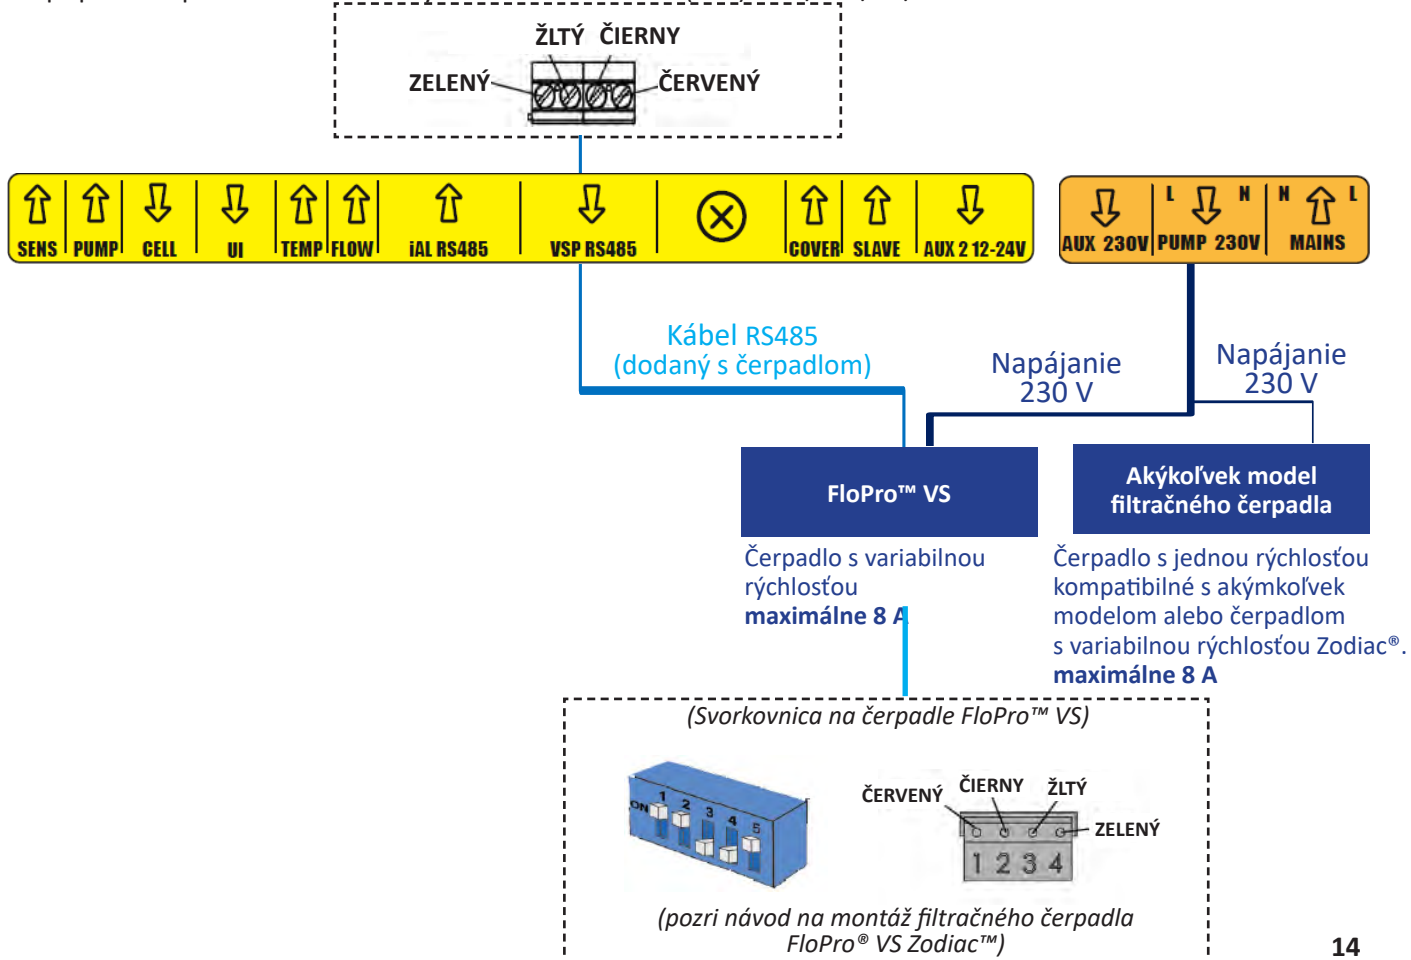 ŽLTÝ ČIERNY
ZELENÝ ČERVENÝ
SENS PUMP CELL UI TEMP FLOW iAL RS485 VSP RS485 COVER SLAVE AUX 2 12-24V
L N N L
AUX 230V PUMP 230V MAINS
Kábel RS485
(dodaný s čerpadlom)
Napájanie
230 V
Napájanie
230 V
FloPro™ VS
Akýkoľvek model
filtračného čerpadla
Čerpadlo s variabilnou
rýchlosťou
maximálne 8 A
Čerpadlo s jednou rýchlosťou
kompatibilné s akýmkoľvek
modelom alebo čerpadlom
s variabilnou rýchlosťou Zodiac®.
maximálne 8 A
(Svorkovnica na čerpadle FloPro™ VS)
ON 1 2 3 4 5
ČERVENÝ ČIERNY ŽLTÝ
ZELENÝ
1 2 3 4
(pozri návod na montáž filtračného čerpadla
FloPro® VS Zodiac™)
14